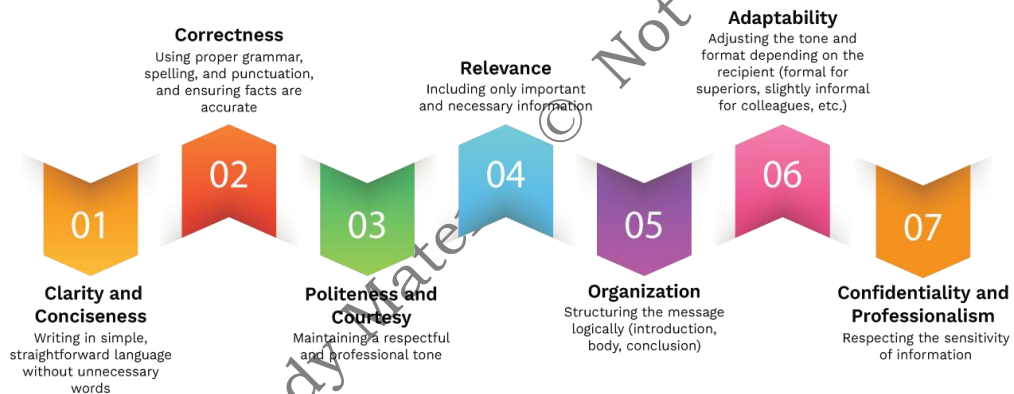 01
Clarity and
Conciseness
Writing in simple,
straightforward language
without unnecessary
words
Correctness
Using proper grammar,
spelling, and punctuation,
and ensuring facts are
accurate
02
03
Politeness and
Courtesy
Maintaining a respectful
and professional tone
Relevance
Including only important
and necessary information
04
05
Organization
Structuring the message
logically (introduction,
body, conclusion)
Adaptability
Adjusting the tone and
format depending on the
recipient (formal for
superiors, slightly informal
for colleagues, etc.)
06
07
Confidentiality and
Professionalism
Respecting the sensitivity
of information
© Not